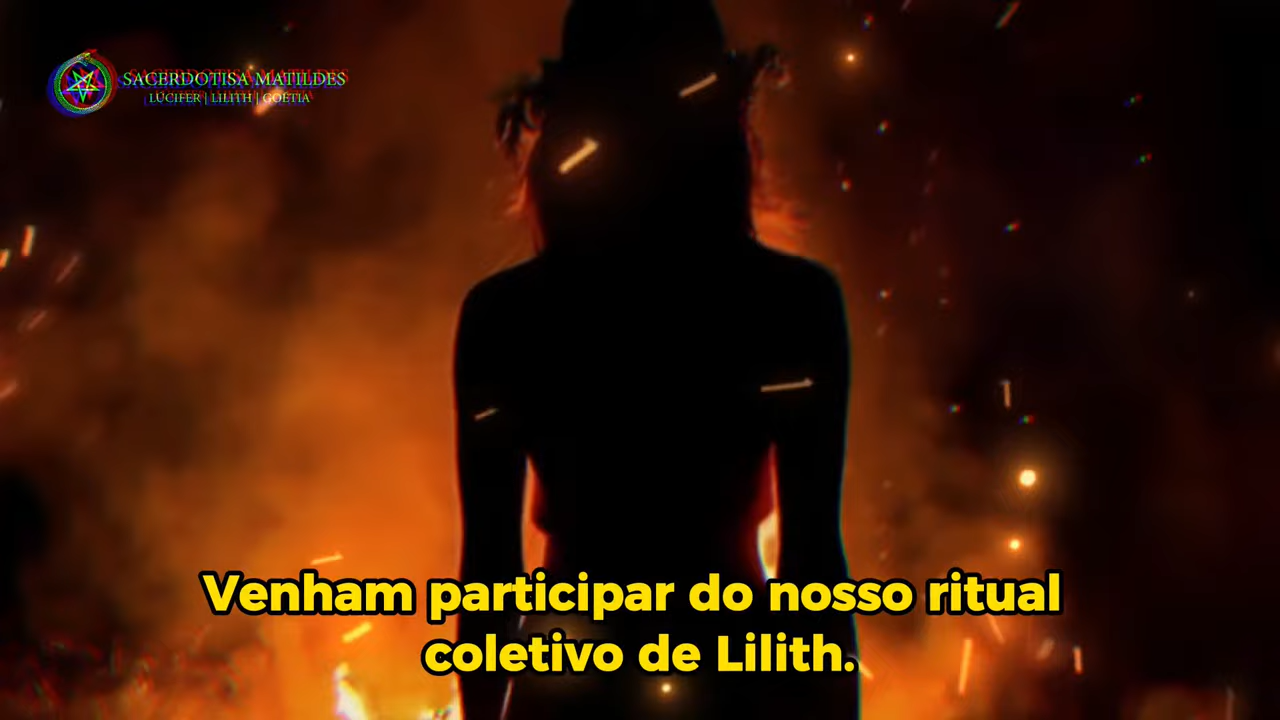 SACERDOTISA MATILDES
LÚCIFER | LILITH | GOÉTIA
Venham participar do nosso ritual
coletivo de Lilith.